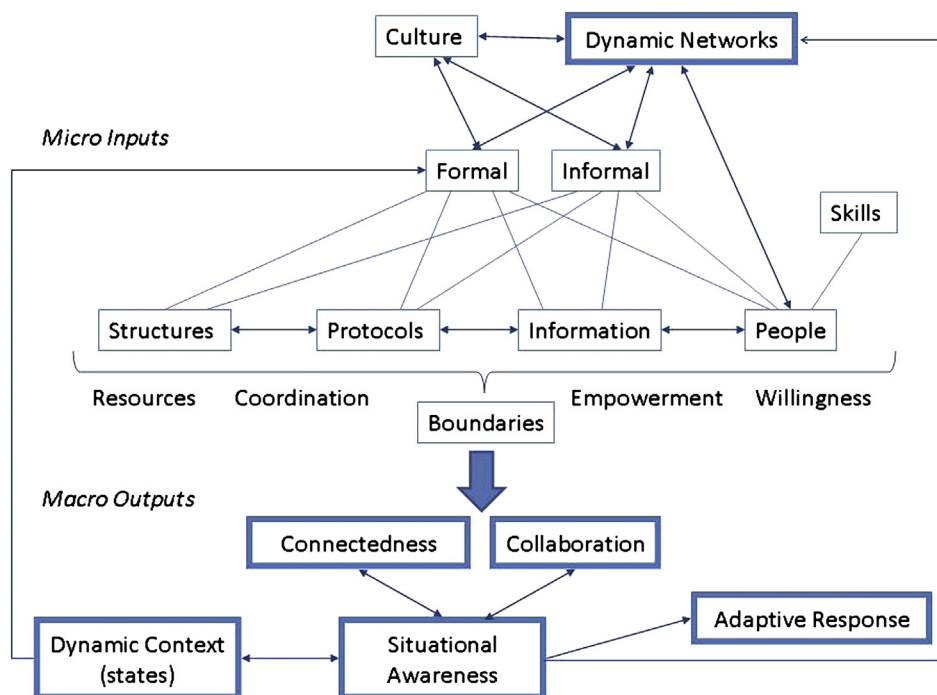 Culture
Dynamic Networks
Micro Inputs
Formal
Informal
Skills
Structures
Protocols
Information
People
Resources
Coordination
Empowerment
Willingness
Boundaries
Macro Outputs
Connectedness
Collaboration
Adaptive Response
Dynamic Context
(states)
Situational
Awareness